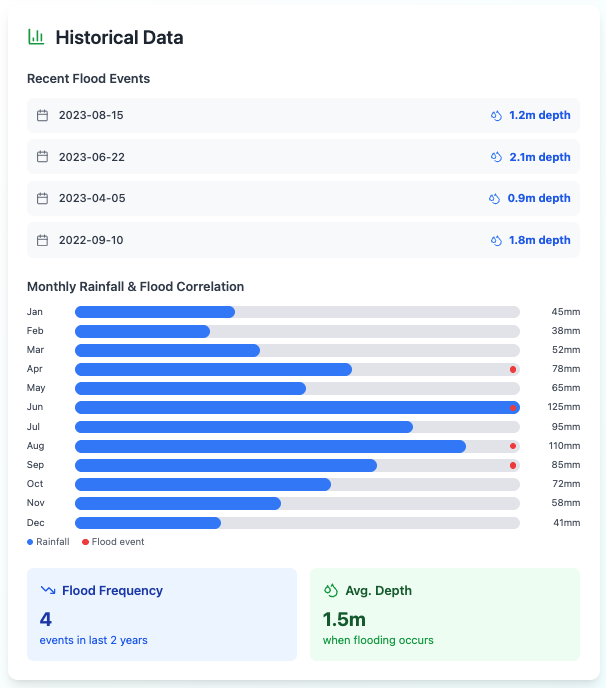 Historical Data
Recent Flood Events
2023-08-15 1.2m depth
2023-06-22 2.1m depth
2023-04-05 0.9m depth
2022-09-10 1.8m depth
Monthly Rainfall & Flood Correlation
Jan 45mm
Feb 38mm
Mar 52mm
Apr 78mm
May 65mm
Jun 125mm
Jul 95mm
Aug 110mm
Sep 85mm
Oct 72mm
Nov 58mm
Dec 41mm
Rainfall Flood event
Flood Frequency
4
events in last 2 years
Avg. Depth
1.5m
when flooding occurs